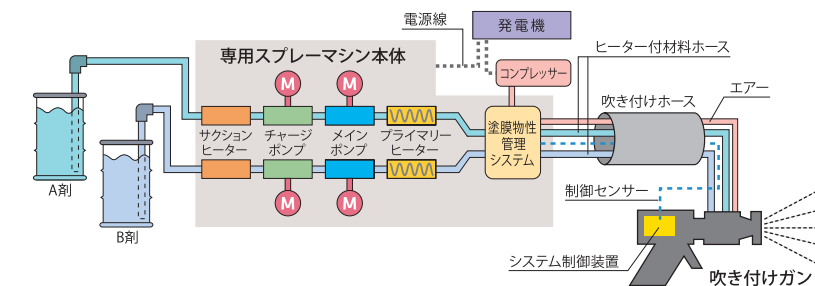 電源線
発電機
専用スプレーマシン本体
コンプレッサー
ヒーター付材料ホース
エアー
吹き付けホース
M
M
サクション
ヒーター
チャージ
ポンプ
メイン
ポンプ
プライマリー
ヒーター
塗膜物性
管理
システム
M
M
A剤
B剤
制御センサー
システム制御装置
吹き付けガン